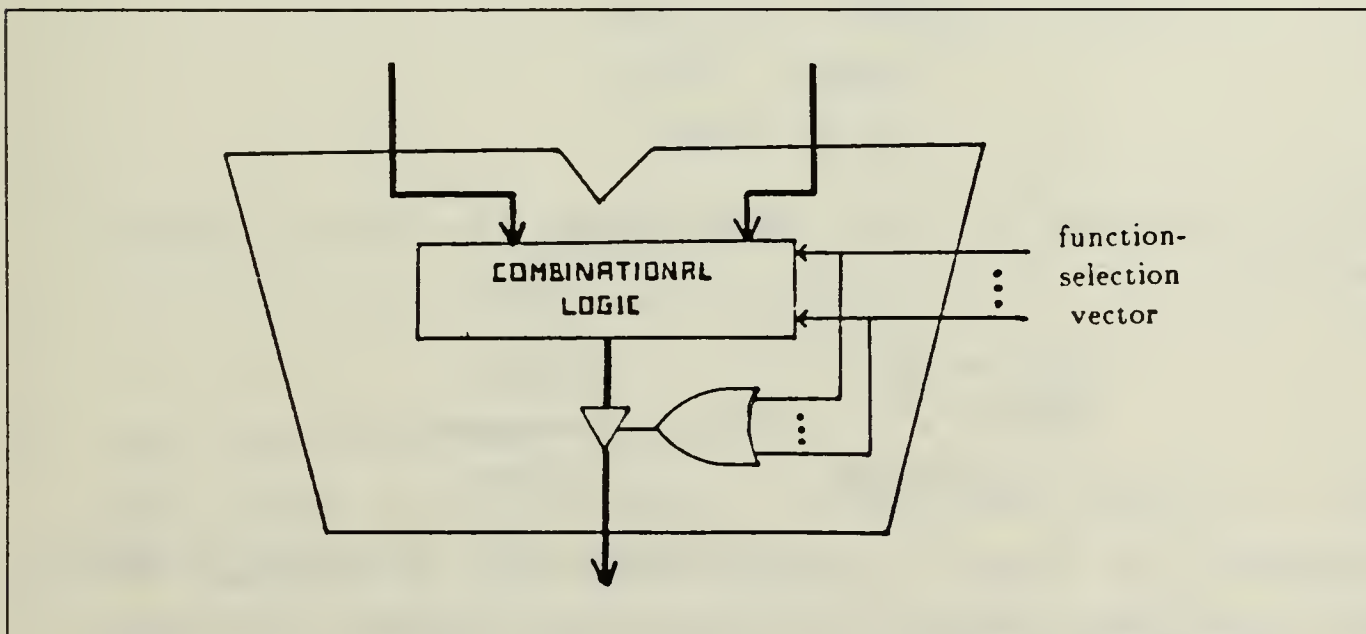 COMBINATIONAL
LOGIC
function-
selection
vector